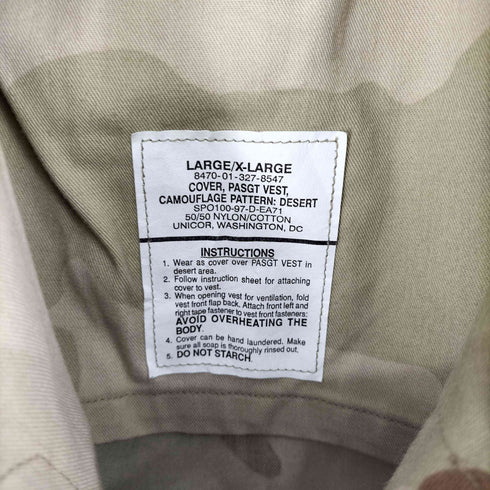 LARGE/X-LARGE
8470-01-327-8547
COVER, PASGT VEST,
CAMOUFLAGE PATTERN: DESERT
SPO100-97-D-EA71
50/50 NYLON/COTTON
UNICOR, WASHINGTON, DC
INSTRUCTIONS
1. Wear as cover over PASGT VEST in
desert area.
2. Follow instruction sheet for attaching
cover to vest.
3. When opening vest for ventilation, fold
vest front flap back. Attach front left and
right tape fastener to vest front fasteners:
AVOID OVERHEATING THE
BODY.
4. Cover can be hand laundered. Make
sure all soap is thoroughly rinsed out.
5. DO NOT STARCH.